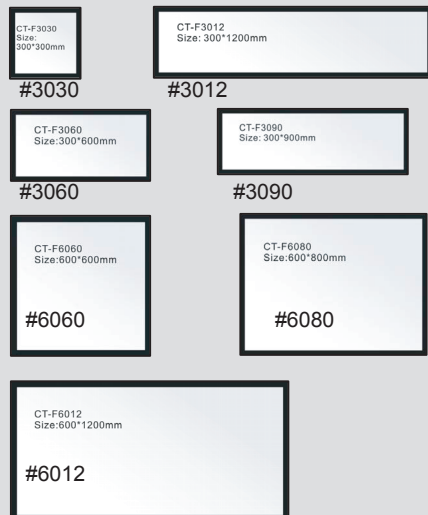 CT-F3030
Size:
300*300mm
CT-F3012
Size: 300*1200mm
#3030
#3012
CT-F3060
Size:300*600mm
CT-F3090
Size: 300*900mm
#3060
#3090
CT-F6060
Size:600*600mm
#6060
CT-F6080
Size:600*800mm
#6080
CT-F6012
Size:600*1200mm
#6012